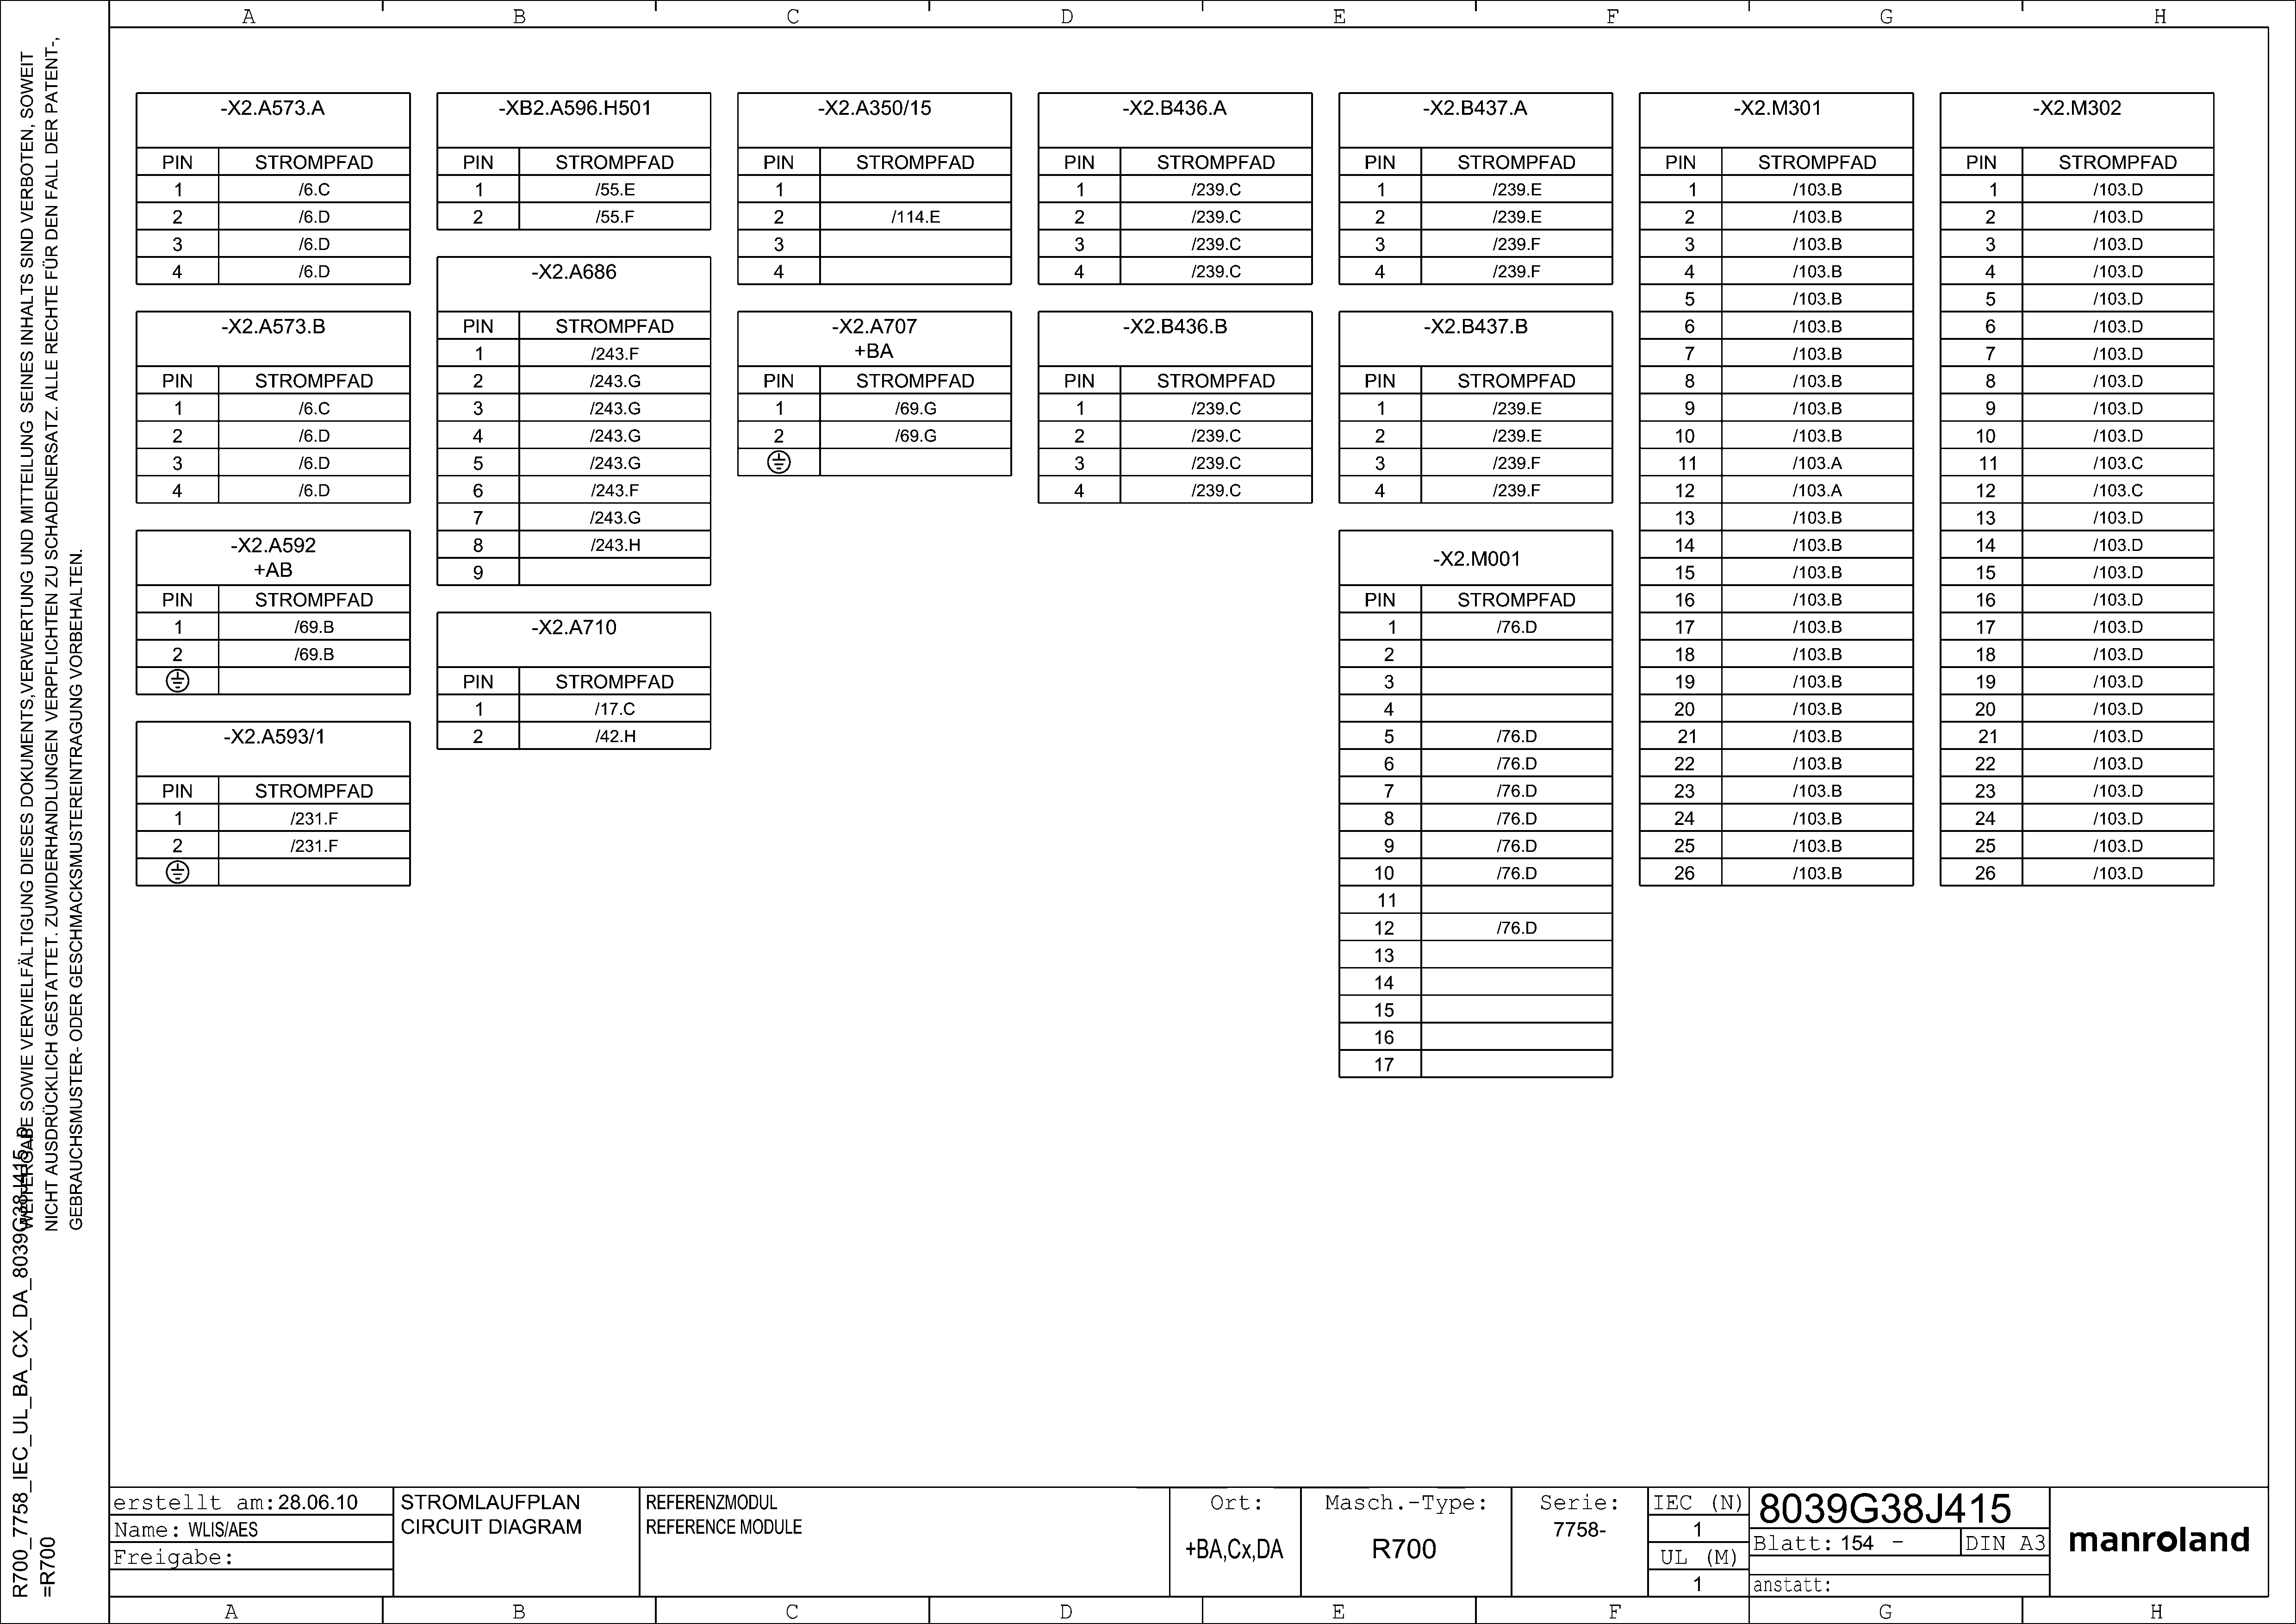 A B C D E F G H
WEITERGABE SOWIE VERVIELFÄLTIGUNG DIESES DOKUMENTS,VERWERTUNG UND MITTEILUNG SEINES INHALTS SIND VERBOTEN, SOWEIT
NICHT AUSDRÜCKLICH GESTATTET. ZUWIDERHANDLUNGEN VERPFLICHTEN ZU SCHADENERSATZ. ALLE RECHTE FÜR DEN FALL DER PATENT-,
GEBRAUCHSMUSTER- ODER GESCHMACKSMUSTEREINTRAGUNG VORBEHALTEN.
R700_7758_IEC_UL_BA_CX_DA_8039G38J415.p
=R700
-X2.A573.A
PIN STROMPFAD
1 /6.C
2 /6.D
3 /6.D
4 /6.D
-X2.A573.B
PIN STROMPFAD
1 /6.C
2 /6.D
3 /6.D
4 /6.D
-X2.A592
+AB
PIN STROMPFAD
1 /69.B
2 /69.B
-X2.A593/1
PIN STROMPFAD
1 /231.F
2 /231.F
-XB2.A596.H501
PIN STROMPFAD
1 /55.E
2 /55.F
-X2.A686
PIN STROMPFAD
1 /243.F
2 /243.G
3 /243.G
4 /243.G
5 /243.G
6 /243.F
7 /243.G
8 /243.H
9
-X2.A710
PIN STROMPFAD
1 /17.C
2 /42.H
-X2.A350/15
PIN STROMPFAD
1
2 /114.E
3
4
-X2.A707
+BA
PIN STROMPFAD
1 /69.G
2 /69.G
-X2.B436.A
PIN STROMPFAD
1 /239.C
2 /239.C
3 /239.C
4 /239.C
-X2.B436.B
PIN STROMPFAD
1 /239.C
2 /239.C
3 /239.C
4 /239.C
-X2.B437.A
PIN STROMPFAD
1 /239.E
2 /239.E
3 /239.F
4 /239.F
-X2.B437.B
PIN STROMPFAD
1 /239.E
2 /239.E
3 /239.F
4 /239.F
-X2.M001
PIN STROMPFAD
1 /76.D
2
3
4
5 /76.D
6 /76.D
7 /76.D
8 /76.D
9 /76.D
10 /76.D
11
12 /76.D
13
14
15
16
17
-X2.M301
PIN STROMPFAD
1 /103.B
2 /103.B
3 /103.B
4 /103.B
5 /103.B
6 /103.B
7 /103.B
8 /103.B
9 /103.B
10 /103.B
11 /103.A
12 /103.A
13 /103.B
14 /103.B
15 /103.B
16 /103.B
17 /103.B
18 /103.B
19 /103.B
20 /103.B
21 /103.B
22 /103.B
23 /103.B
24 /103.B
25 /103.B
26 /103.B
-X2.M302
PIN STROMPFAD
1 /103.D
2 /103.D
3 /103.D
4 /103.D
5 /103.D
6 /103.D
7 /103.D
8 /103.D
9 /103.D
10 /103.D
11 /103.C
12 /103.C
13 /103.D
14 /103.D
15 /103.D
16 /103.D
17 /103.D
18 /103.D
19 /103.D
20 /103.D
21 /103.D
22 /103.D
23 /103.D
24 /103.D
25 /103.D
26 /103.D
erstellt am: 28.06.10
Name: WLIS/AES
Freigabe:
STROMLAUFPLAN
CIRCUIT DIAGRAM
REFERENZMODUL
REFERENCE MODULE
Ort:
+BA,Cx,DA
Masch.-Type:
R700
Serie:
7758-
IEC (N)
1
UL (M)
1
8039G38J415
Blatt: 154 - DIN A3
anstatt:
manroland
A B C D E F G H